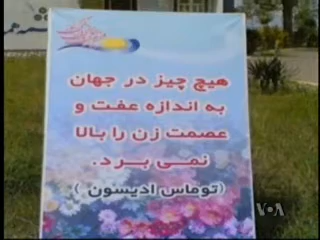 هیچ چیز در جهان
به اندازه عفت و
عصمت زن را بالا
نمی برد.
(توماس ادیسون )
VOA